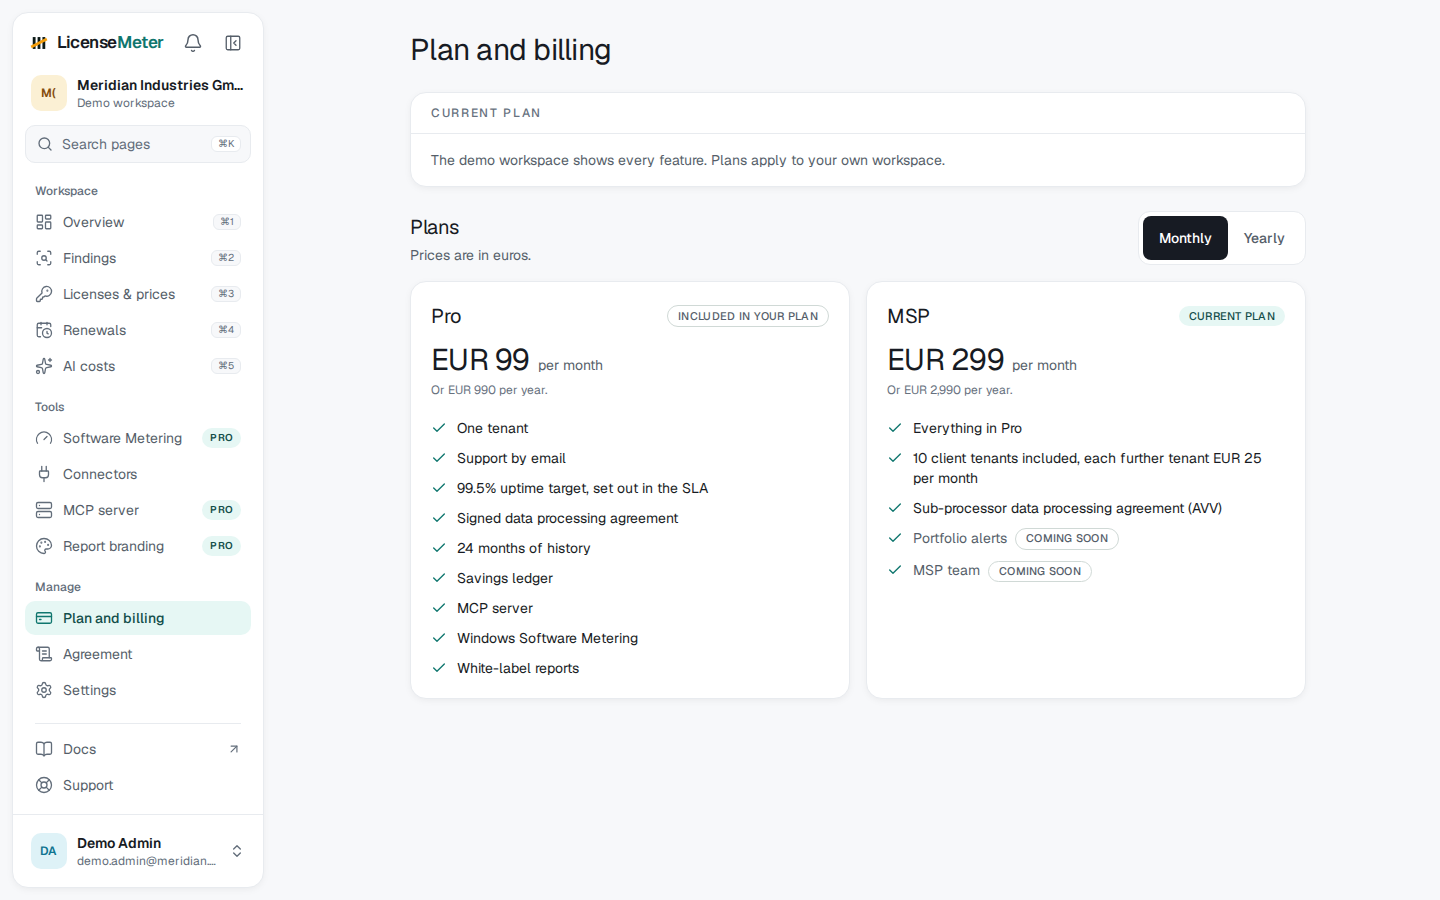 LicenseMeter
M(
Meridian Industries Gm...
Demo workspace
Search pages
⌘K
Workspace
Overview
⌘1
Findings
⌘2
Licenses & prices
⌘3
Renewals
⌘4
AI costs
⌘5
Tools
Software Metering
PRO
Connectors
MCP server
PRO
Report branding
PRO
Manage
Plan and billing
Agreement
Settings
Docs
Support
DA
Demo Admin
demo.admin@meridian....
Plan and billing
CURRENT PLAN
The demo workspace shows every feature. Plans apply to your own workspace.
Plans
Prices are in euros.
Monthly
Yearly
Pro
INCLUDED IN YOUR PLAN
EUR 99 per month
Or EUR 990 per year.
One tenant
Support by email
99.5% uptime target, set out in the SLA
Signed data processing agreement
24 months of history
Savings ledger
MCP server
Windows Software Metering
White-label reports
MSP
CURRENT PLAN
EUR 299 per month
Or EUR 2,990 per year.
Everything in Pro
10 client tenants included, each further tenant EUR 25
per month
Sub-processor data processing agreement (AVV)
Portfolio alerts
COMING SOON
MSP team
COMING SOON